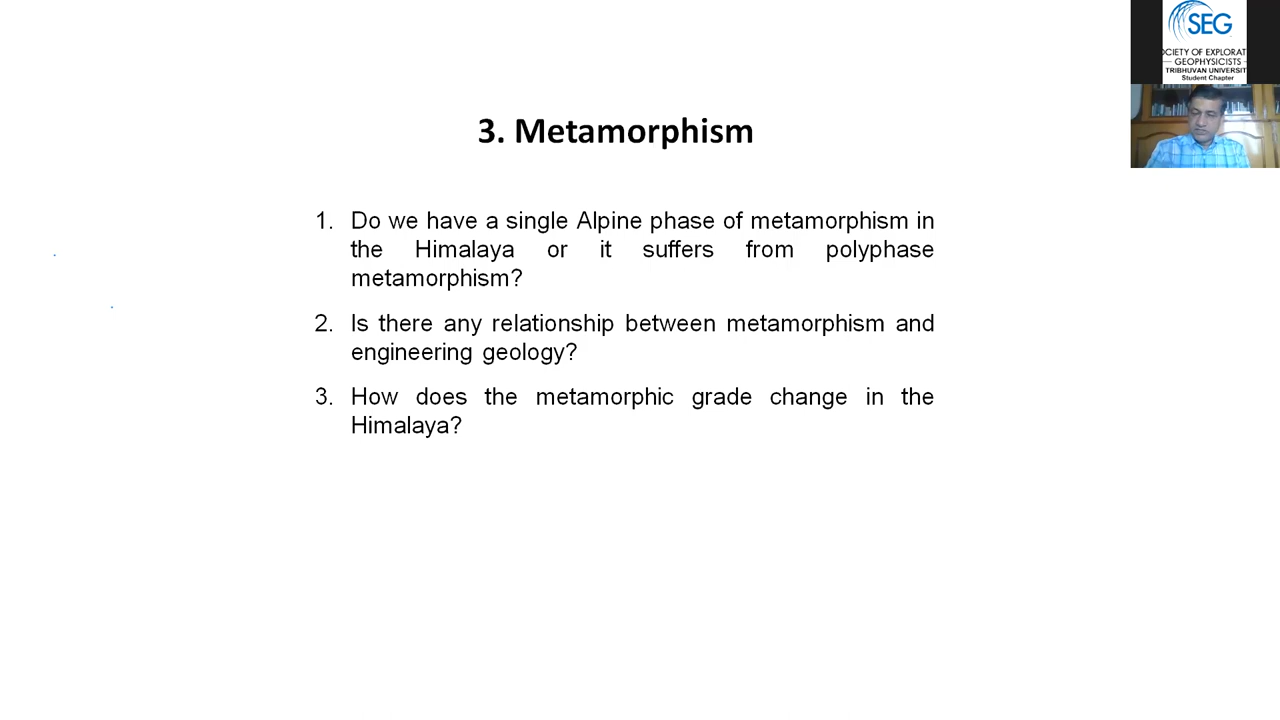 SEG
OCIETY OF EXPLORAT
GEOPHYSICISTS
TRIBHUVAN UNIVERSIT
Student Chapter
3. Metamorphism
1. Do we have a single Alpine phase of metamorphism in
the Himalaya or it suffers from polyphase
metamorphism?
2. Is there any relationship between metamorphism and
engineering geology?
3. How does the metamorphic grade change in the
Himalaya?